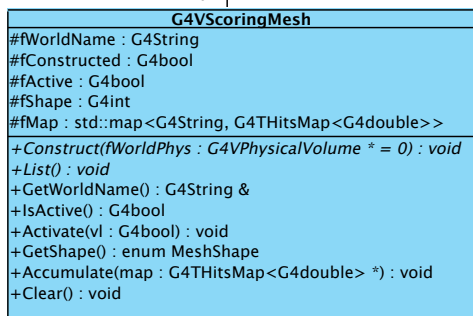 G4VScoringMesh
#fWorldName : G4String
#fConstructed : G4bool
#fActive : G4bool
#fShape : G4int
#fMap : std::map<G4String, G4THitsMap<G4double>>
+Construct(fWorldPhys : G4VPhysicalVolume * = 0) : void
+List() : void
+GetWorldName() : G4String &
+IsActive() : G4bool
+Activate(vl : G4bool) : void
+GetShape() : enum MeshShape
+Accumulate(map : G4THitsMap<G4double> *) : void
+Clear() : void